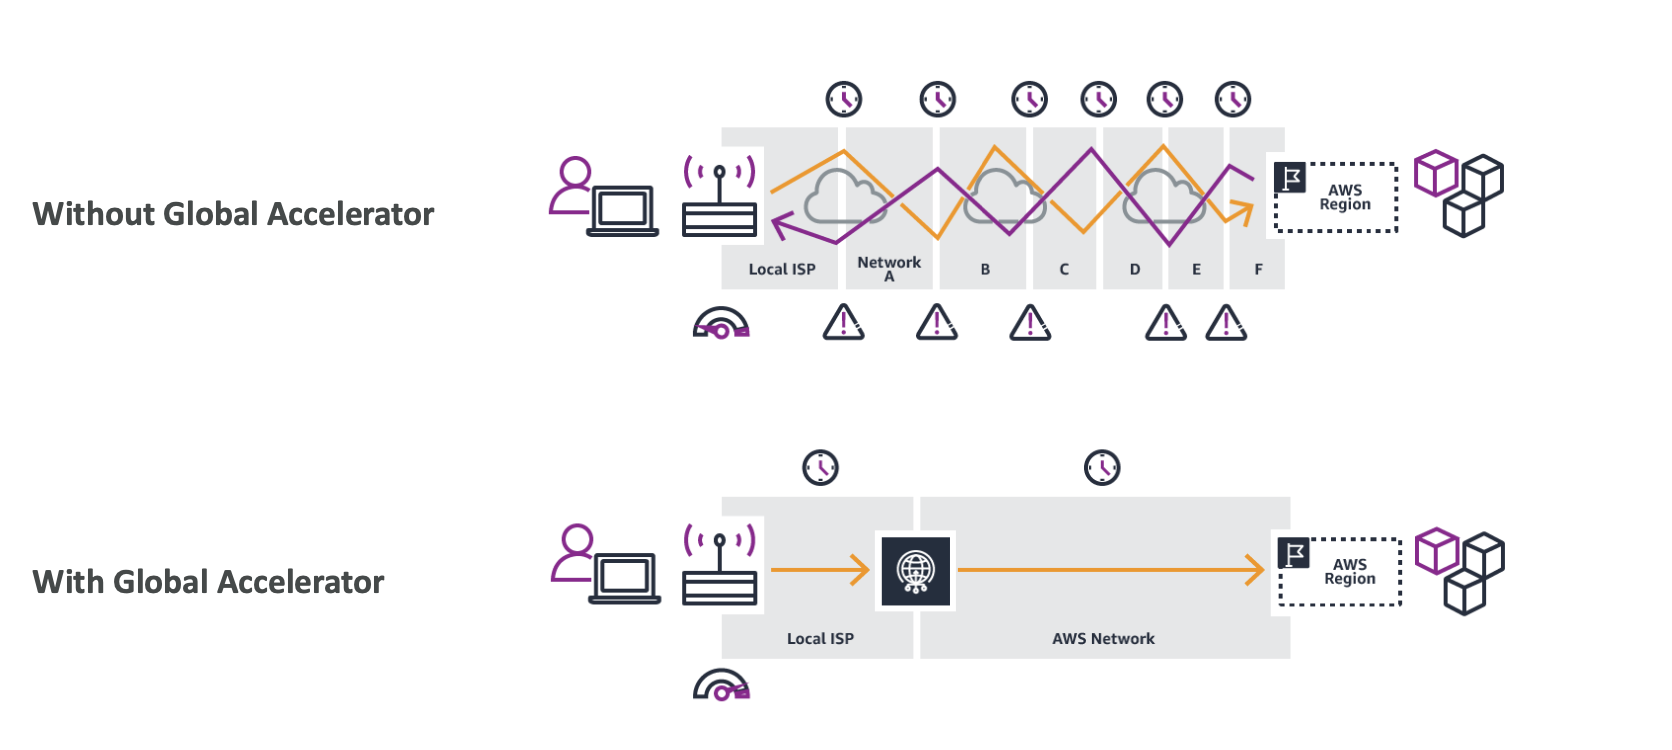 Without Global Accelerator
AWS
Region
Local ISP
Network
A
B
C
D
E
F
With Global Accelerator
AWS
Region
Local ISP
AWS Network